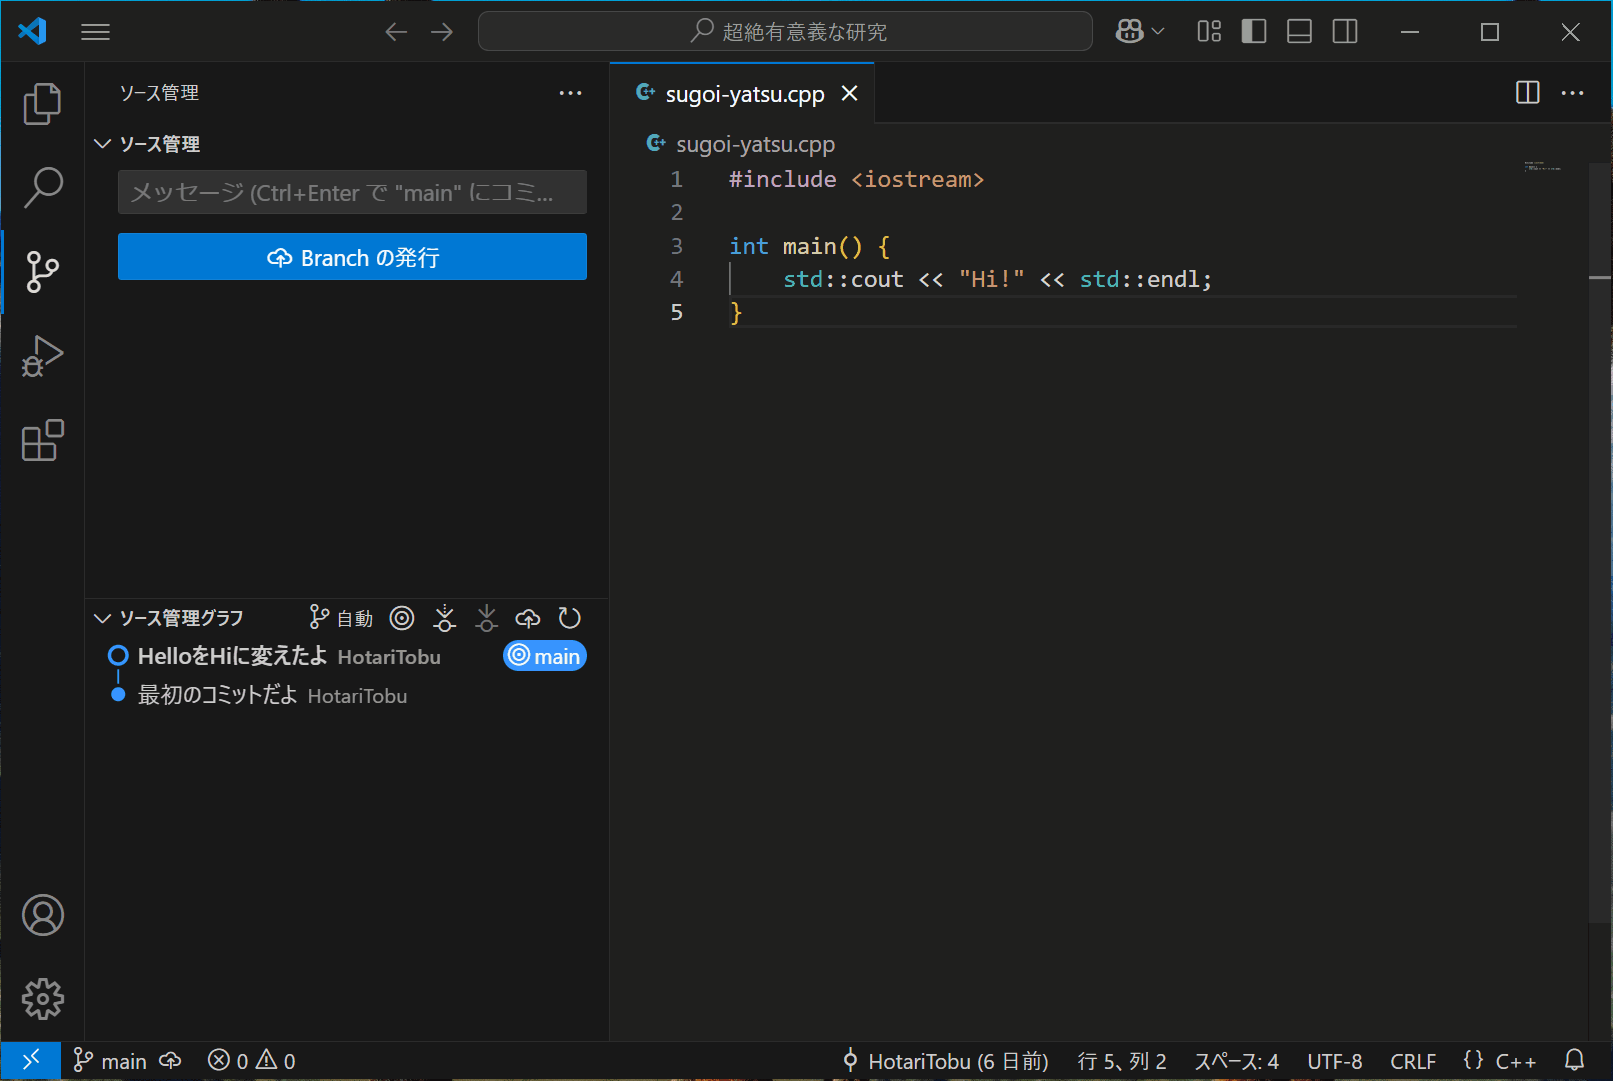 超絶有意義な研究
ソース管理
ソース管理
メッセージ (Ctrl+Enter で "main" にコミ...
Branch の発行
sugoi-yatsu.cpp
sugoi-yatsu.cpp
1 #include <iostream>
2
3 int main() {
4     std::cout << "Hi!" << std::endl;
5 }
ソース管理グラフ 自動
HelloをHiに変えたよ HotariTobu main
最初のコミットだよ HotariTobu
main 0 0 HotariTobu (6 日前) 行 5、列 2 スペース: 4 UTF-8 CRLF {} C++